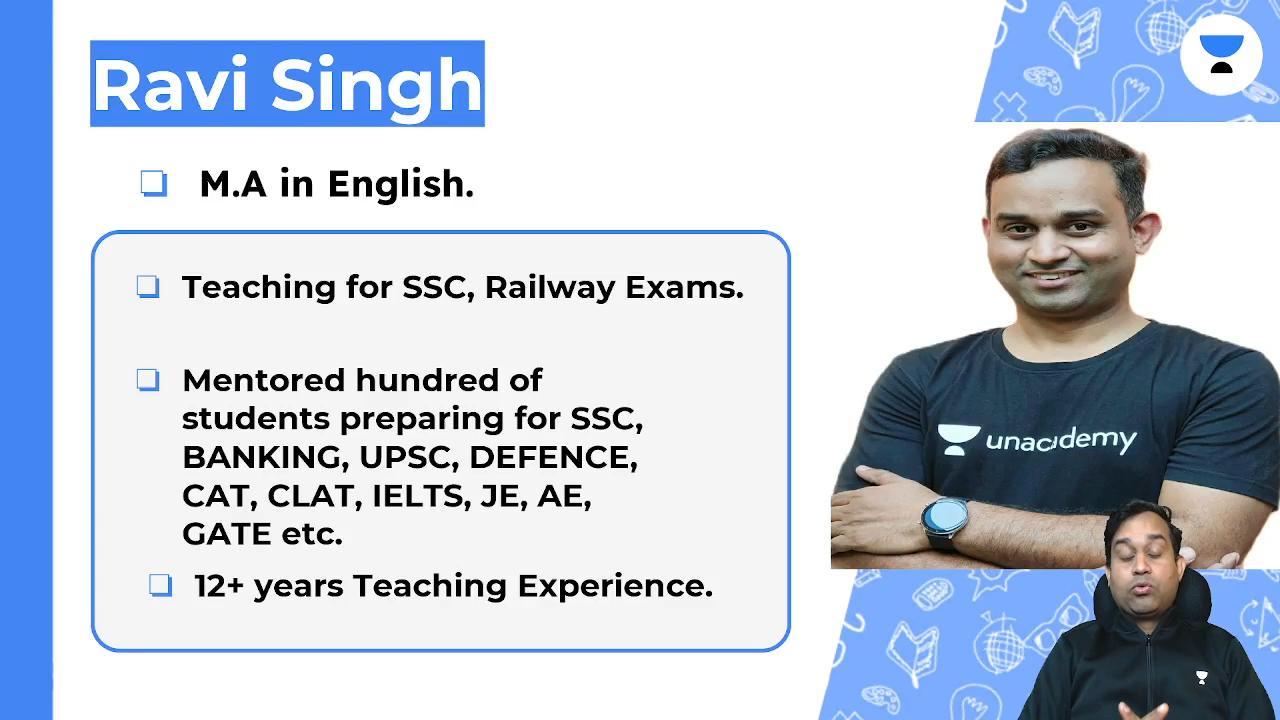 Ravi Singh
M.A in English.
Teaching for SSC, Railway Exams.
Mentored hundred of
students preparing for SSC,
BANKING, UPSC, DEFENCE,
CAT, CLAT, IELTS, JE, AE,
GATE etc.
12+ years Teaching Experience.
unacademy